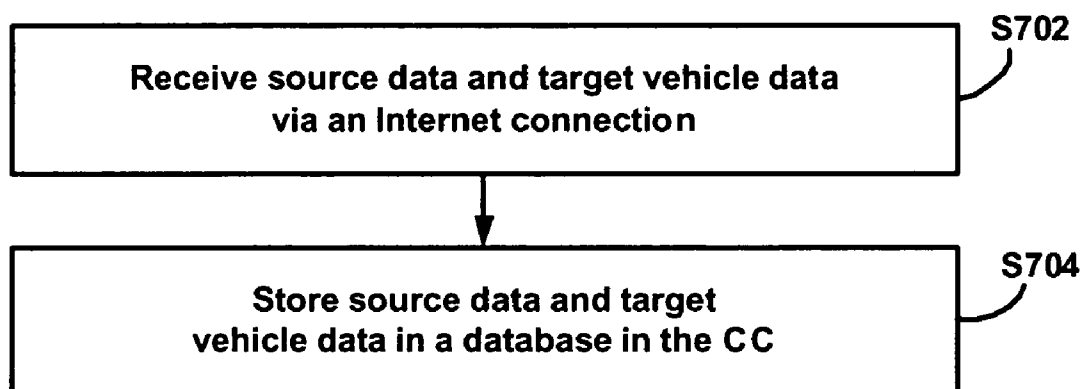 S702
Receive source data and target vehicle data
via an Internet connection
S704
Store source data and target
vehicle data in a database in the CC